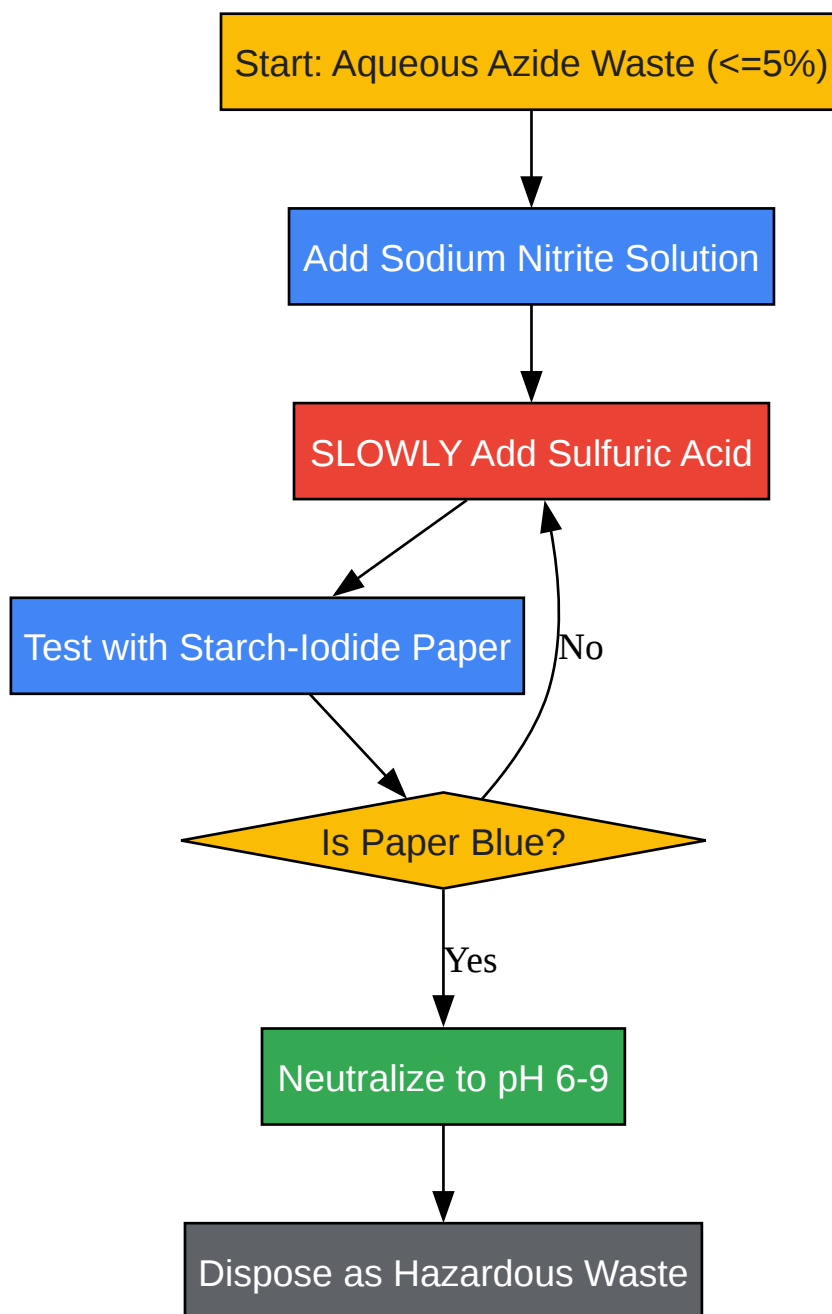 Start: Aqueous Azide Waste (<=5%)
Add Sodium Nitrite Solution
SLOWLY Add Sulfuric Acid
Test with Starch-Iodide Paper
No
Is Paper Blue?
Yes
Neutralize to pH 6-9
Dispose as Hazardous Waste